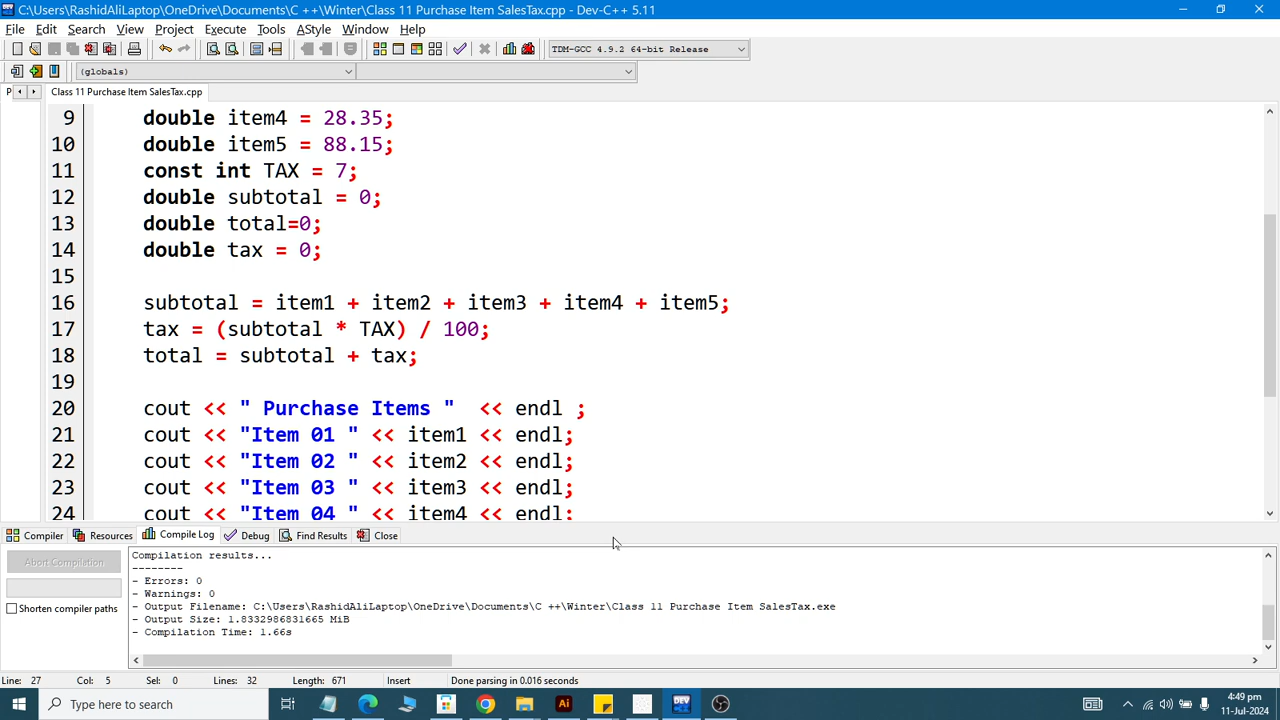 C:\Users\RashidAliLaptop\OneDrive\Documents\C ++\Winter\Class 11 Purchase Item SalesTax.cpp - Dev-C++ 5.11
File Edit Search View Project Execute Tools AStyle Window Help
TDM-GCC 4.9.2 64-bit Release
(globals)
P Class 11 Purchase Item SalesTax.cpp
9 double item4 = 28.35;
10 double item5 = 88.15;
11 const int TAX = 7;
12 double subtotal = 0;
13 double total=0;
14 double tax = 0;
15
16 subtotal = item1 + item2 + item3 + item4 + item5;
17 tax = (subtotal * TAX) / 100;
18 total = subtotal + tax;
19
20 cout << " Purchase Items "  << endl ;
21 cout << "Item 01 " << item1 << endl;
22 cout << "Item 02 " << item2 << endl;
23 cout << "Item 03 " << item3 << endl;
24 cout << "Item 04 " << item4 << endl;
Compiler Resources Compile Log Debug Find Results Close
Abort Compilation
Shorten compiler paths
Compilation results...
--------
- Errors: 0
- Warnings: 0
- Output Filename: C:\Users\RashidAliLaptop\OneDrive\Documents\C ++\Winter\Class 11 Purchase Item SalesTax.exe
- Output Size: 1.8332986831665 MiB
- Compilation Time: 1.66s
Line: 27 Col: 5 Sel: 0 Lines: 32 Length: 671 Insert Done parsing in 0.016 seconds
Type here to search
Ai
DEV
4:49 pm
11-Jul-2024